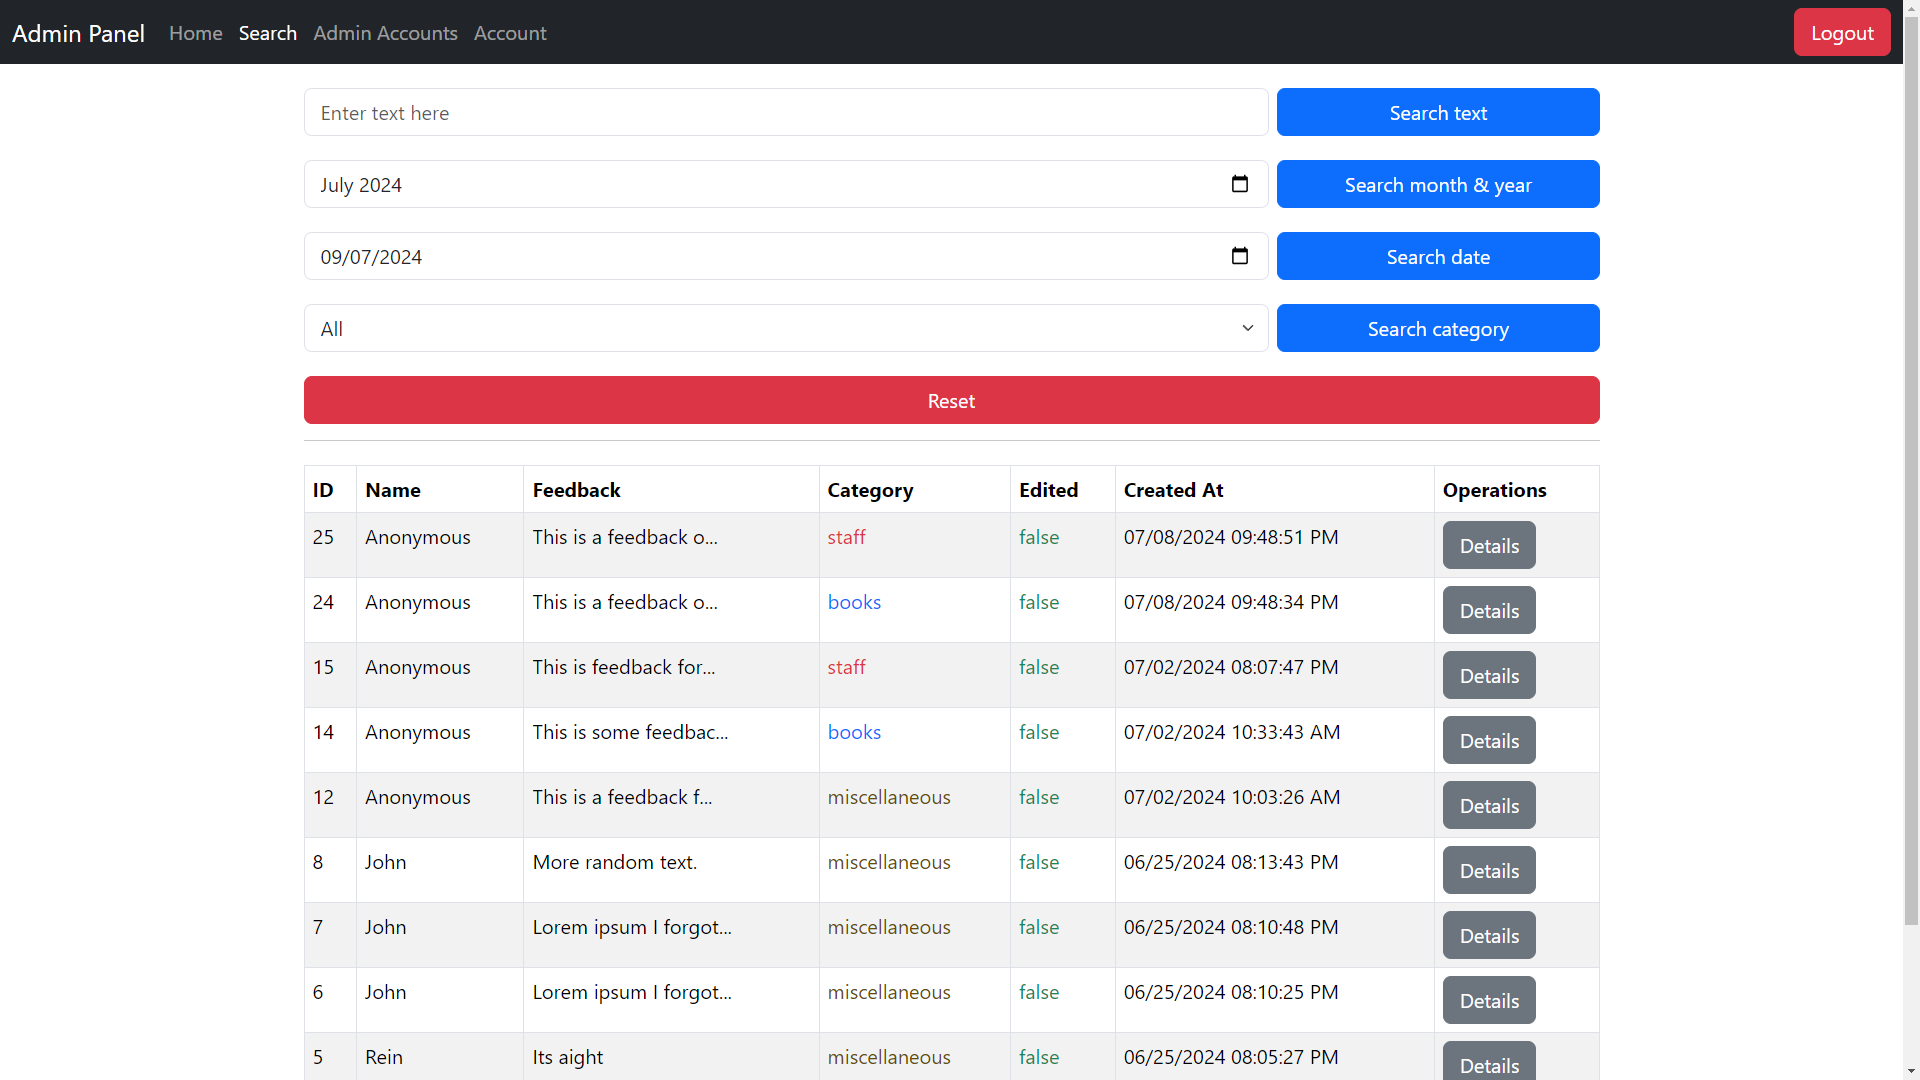 Admin Panel Home Search Admin Accounts Account Logout
Enter text here Search text
July 2024 Search month & year
09/07/2024 Search date
All Search category
Reset
ID Name Feedback Category Edited Created At Operations
25 Anonymous This is a feedback o... staff false 07/08/2024 09:48:51 PM Details
24 Anonymous This is a feedback o... books false 07/08/2024 09:48:34 PM Details
15 Anonymous This is feedback for... staff false 07/02/2024 08:07:47 PM Details
14 Anonymous This is some feedbac... books false 07/02/2024 10:33:43 AM Details
12 Anonymous This is a feedback f... miscellaneous false 07/02/2024 10:03:26 AM Details
8 John More random text. miscellaneous false 06/25/2024 08:13:43 PM Details
7 John Lorem ipsum I forgot... miscellaneous false 06/25/2024 08:10:48 PM Details
6 John Lorem ipsum I forgot... miscellaneous false 06/25/2024 08:10:25 PM Details
5 Rein Its aight miscellaneous false 06/25/2024 08:05:27 PM Details